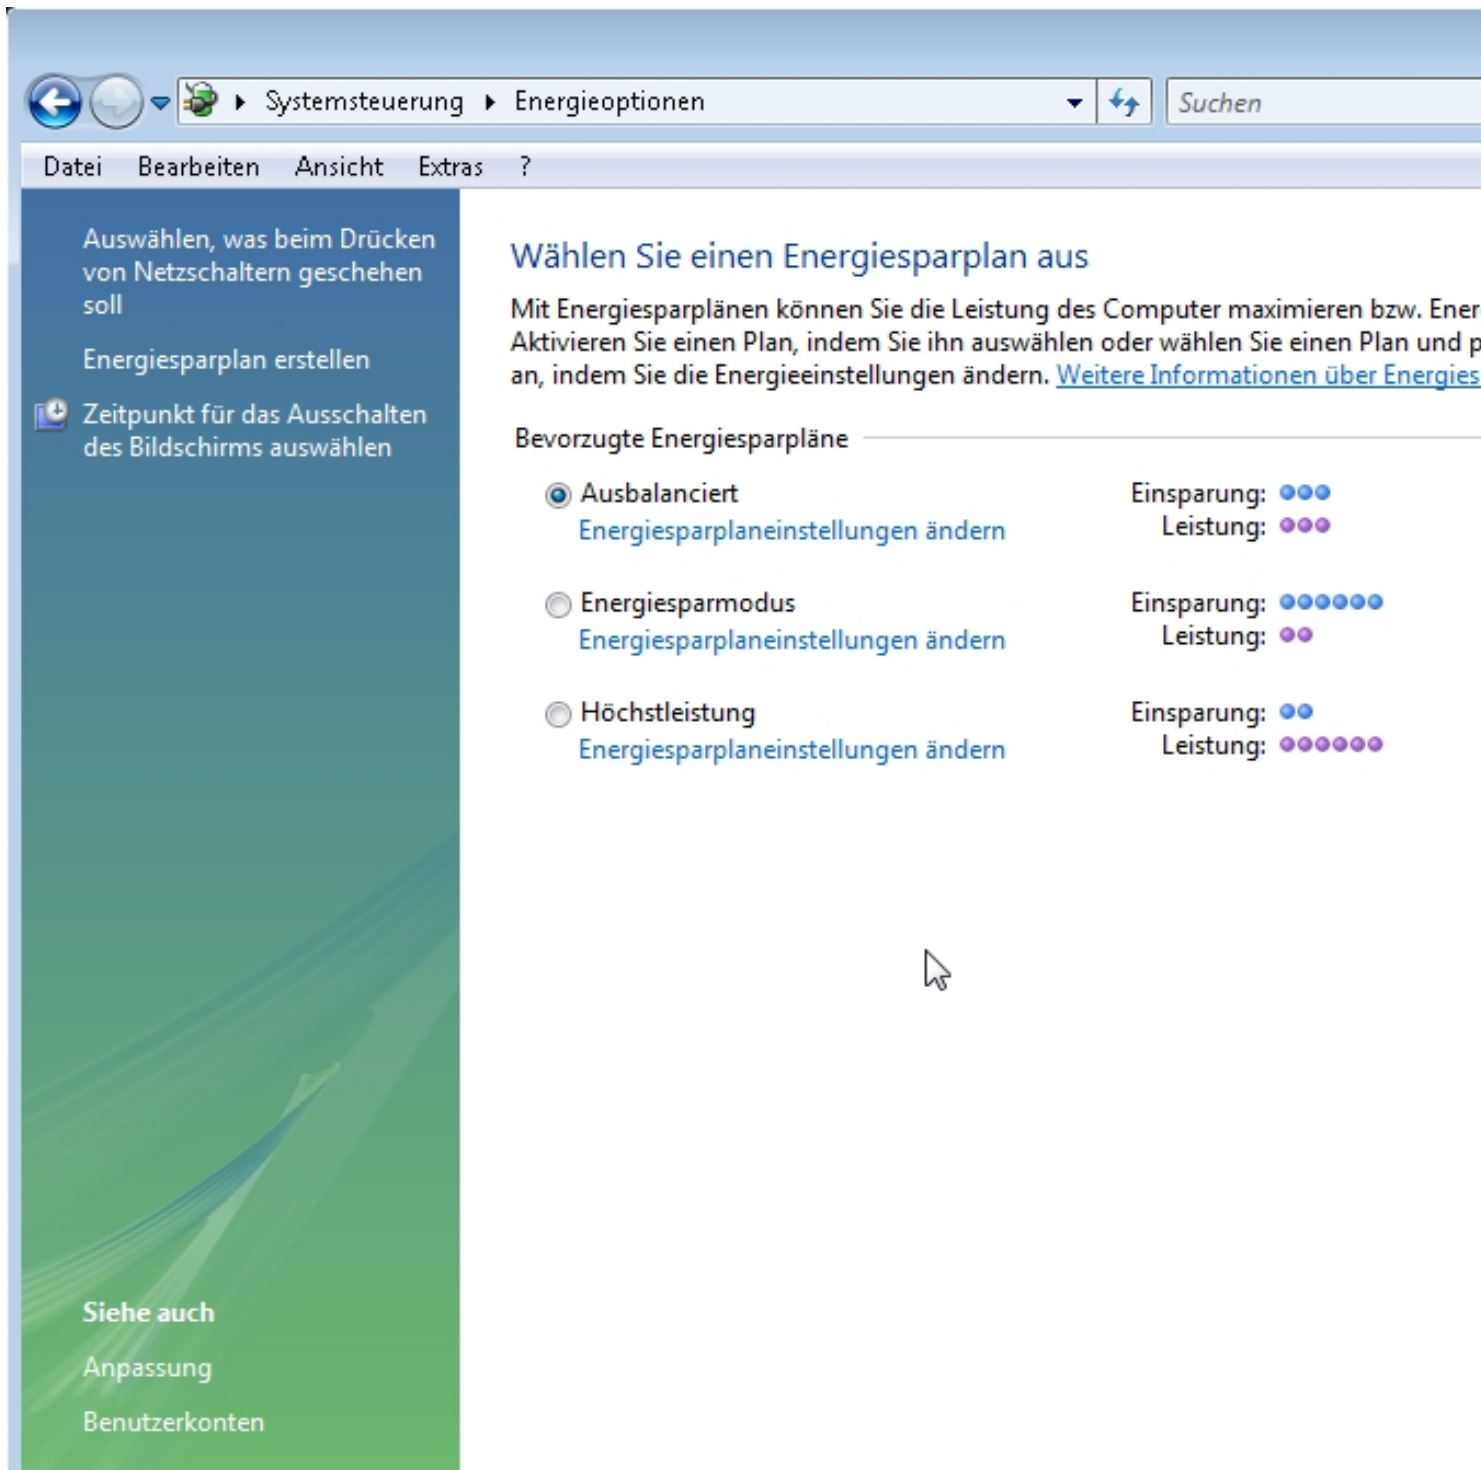 Systemsteuerung Energieoptionen
Suchen
Datei Bearbeiten Ansicht Extras ?
Auswählen, was beim Drücken
von Netzschaltern geschehen
soll
Energiesparplan erstellen
Zeitpunkt für das Ausschalten
des Bildschirms auswählen
Siehe auch
Anpassung
Benutzerkonten
Wählen Sie einen Energiesparplan aus
Mit Energiesparplänen können Sie die Leistung des Computer maximieren bzw. Ener
Aktivieren Sie einen Plan, indem Sie ihn auswählen oder wählen Sie einen Plan und p
an, indem Sie die Energieeinstellungen ändern. Weitere Informationen über Energies
Bevorzugte Energiesparpläne
Ausbalanciert Einsparung:
Energiesparplaneinstellungen ändern Leistung:
Energiesparmodus Einsparung:
Energiesparplaneinstellungen ändern Leistung:
Höchstleistung Einsparung:
Energiesparplaneinstellungen ändern Leistung: